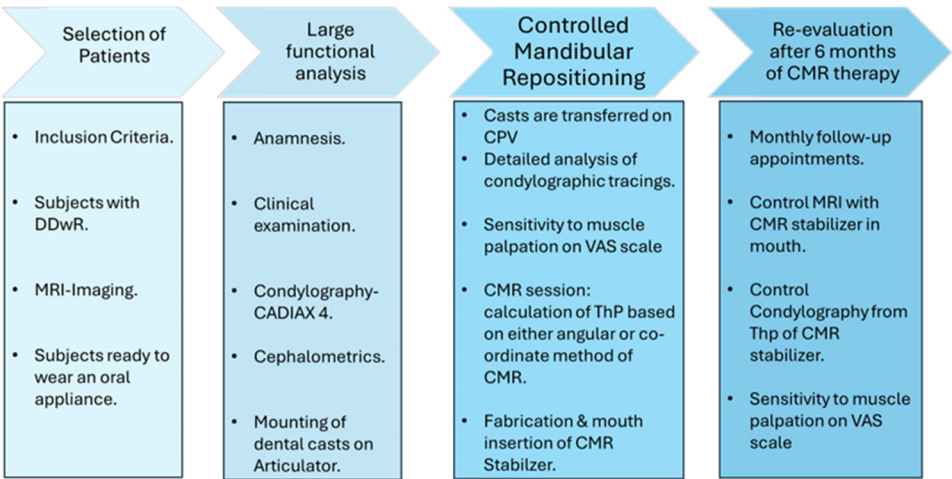 Selection of
Patients
Large
functional
analysis
Controlled
Mandibular
Repositioning
Re-evaluation
after 6 months
of CMR therapy
• Inclusion Criteria.
• Subjects with
DDwR.
• MRI-Imaging.
• Subjects ready to
wear an oral
appliance.
• Anamnesis.
• Clinical
examination.
• Condylography-
CADIAX 4.
• Cephalometrics.
• Mounting of
dental casts on
Articulator.
• Casts are transferred on
CPV
• Detailed analysis of
condylographic tracings.
• Sensitivity to muscle
palpation on VAS scale
• CMR session:
calculation of ThP based
on either angular or co-
ordinate method of
CMR.
• Fabrication & mouth
insertion of CMR
Stabilzer.
• Monthly follow-up
appointments.
• Control MRI with
CMR stabilizer in
mouth.
• Control
Condylography from
Thp of CMR
stabilizer.
• Sensitivity to muscle
palpation on VAS
scale